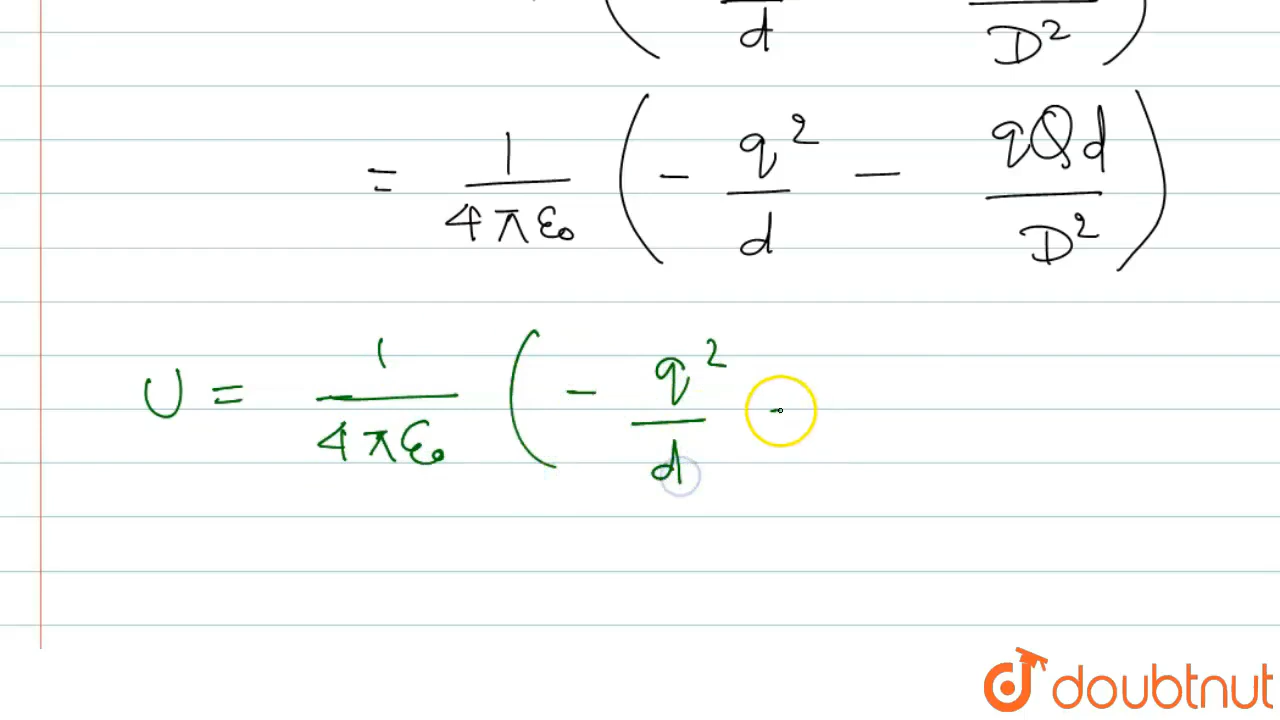 d D²
= 1/4πε₀ ( - q²/d - qQd/D² )
U = 1/4πε₀ ( - q²/d -
doubtnut